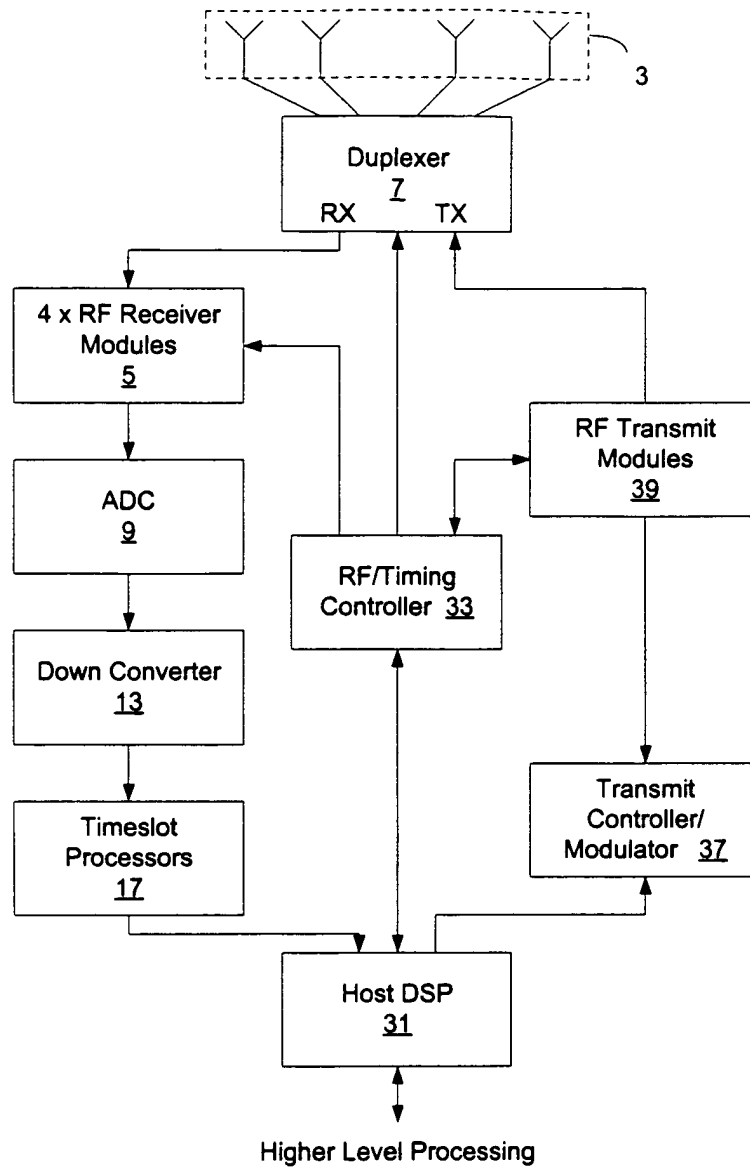 3
Duplexer
7
RX TX
4 x RF Receiver
Modules
5
RF Transmit
Modules
39
ADC
9
RF/Timing
Controller 33
Down Converter
13
Transmit
Controller/
Modulator 37
Timeslot
Processors
17
Host DSP
31
Higher Level Processing